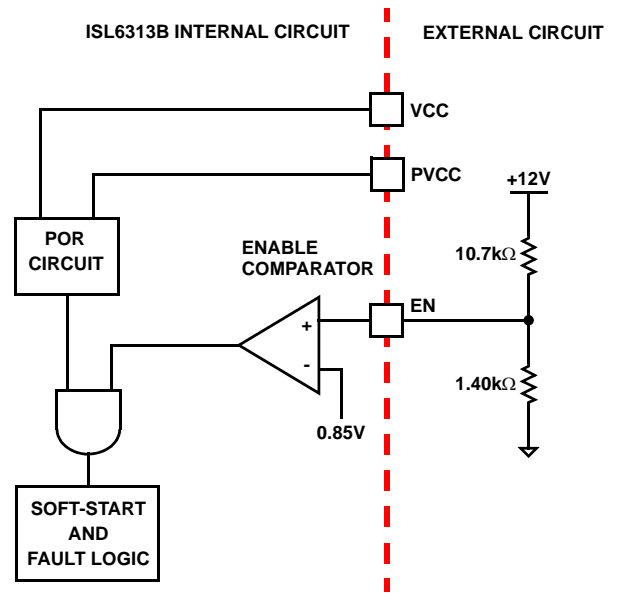 ISL6313B INTERNAL CIRCUIT
EXTERNAL CIRCUIT
VCC
PVCC
+12V
POR
CIRCUIT
ENABLE
COMPARATOR
10.7kΩ
EN
+
-
0.85V
1.40kΩ
SOFT-START
AND
FAULT LOGIC